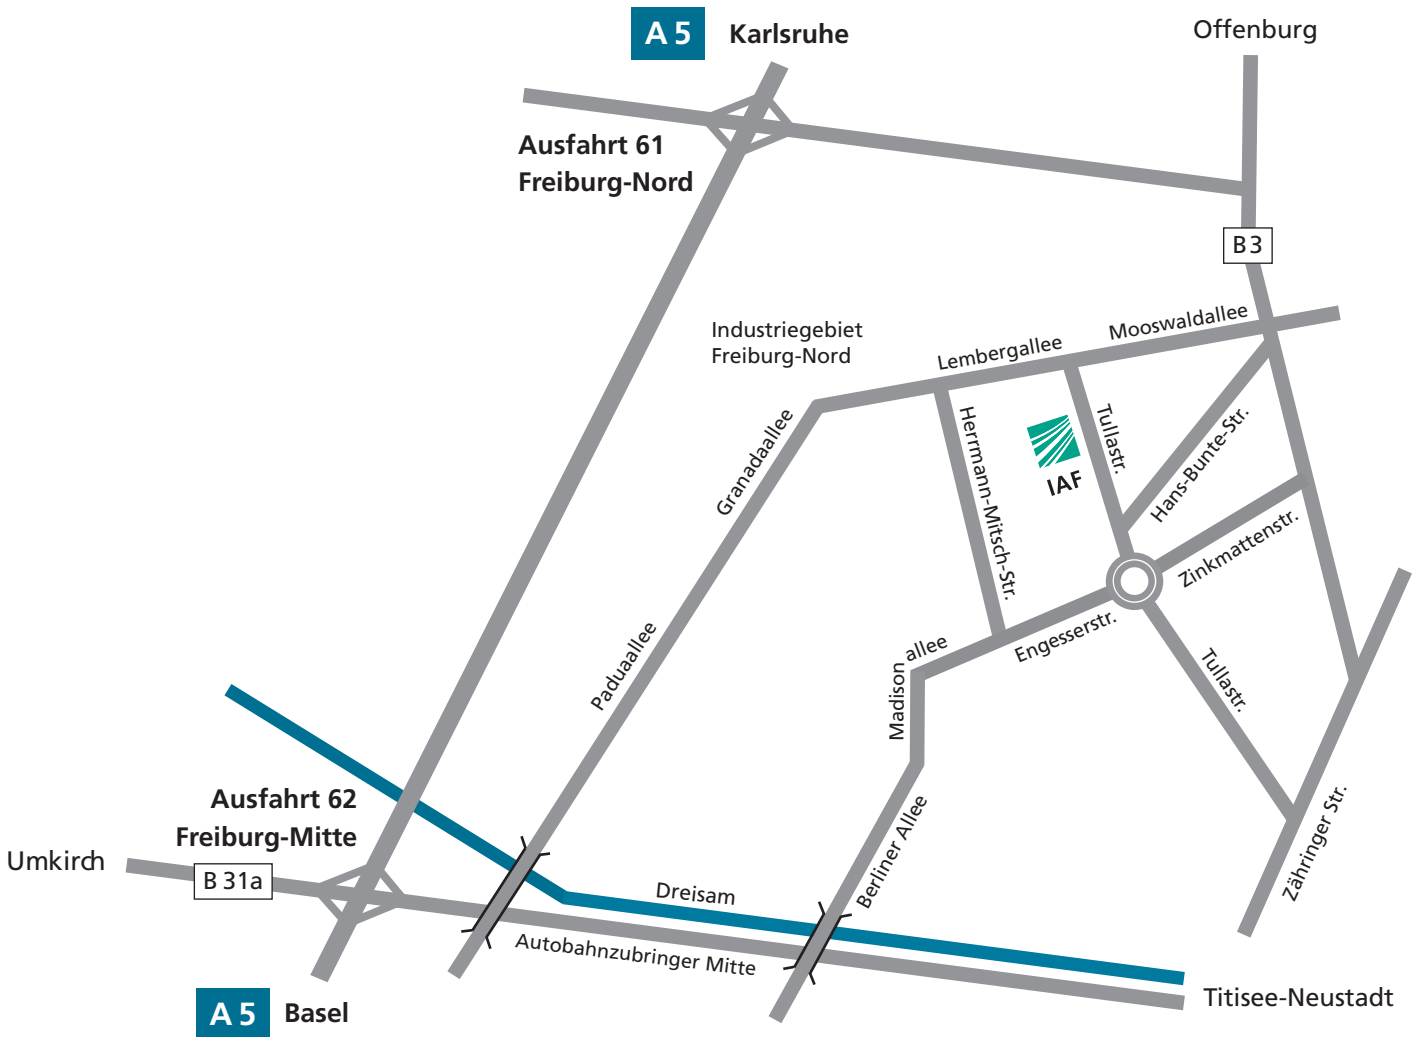 A 5
Karlsruhe
Offenburg
Ausfahrt 61
Freiburg-Nord
B 3
Industriegebiet
Freiburg-Nord
Lembergallee
Mooswaldallee
Granadaallee
Herrmann-Mitsch-Str.
IAF
Tullastr.
Hans-Bunte-Str.
Zinkmattenstr.
Engesserstr.
Paduaallee
Madison
allee
Tullastr.
Ausfahrt 62
Freiburg-Mitte
Umkirch
B 31a
Dreisam
Berliner Allee
Zähringer Str.
Autobahnzubringer Mitte
Titisee-Neustadt
A 5
Basel